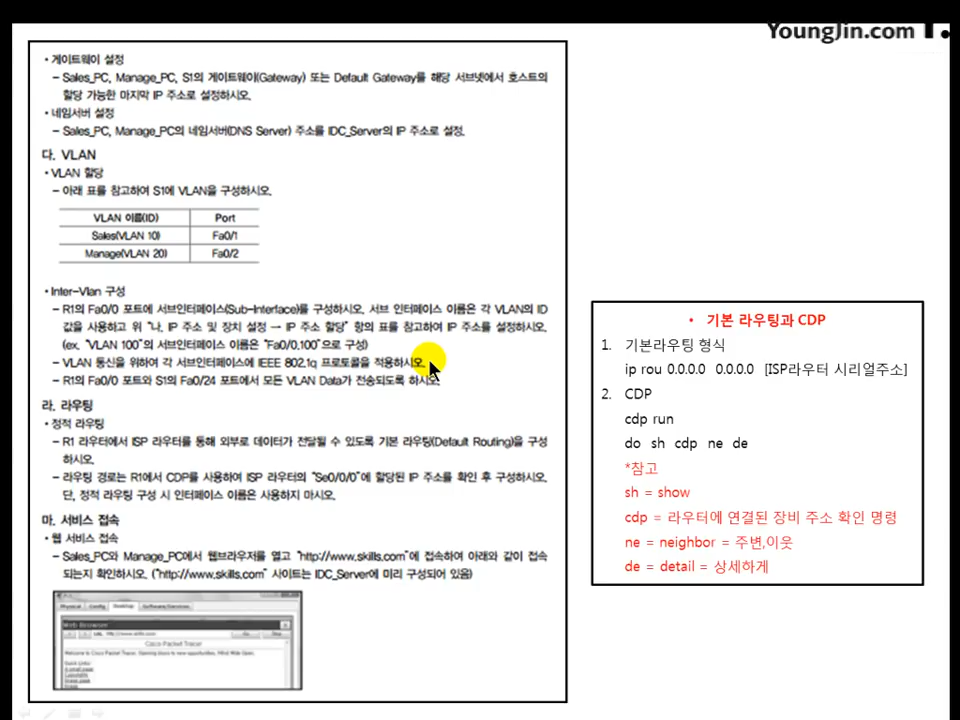 YoungJin.com
• 게이트웨이 설정
– Sales_PC, Manage_PC, S1의 게이트웨이(Gateway) 또는 Default Gateway를 해당 서브넷에서 호스트의
할당 가능한 마지막 IP 주소로 설정하시오.
• 네임서버 설정
– Sales_PC, Manage_PC의 네임서버(DNS Server) 주소를 IDC_Server의 IP 주소로 설정.
다. VLAN
• VLAN 할당
– 아래 표를 참고하여 S1에 VLAN을 구성하시오.
VLAN 이름(ID) Port
Sales(VLAN 10) Fa0/1
Manage(VLAN 20) Fa0/2
• Inter-Vlan 구성
– R1의 Fa0/0 포트에 서브인터페이스(Sub-Interface)를 구성하시오. 서브 인터페이스 이름은 각 VLAN의 ID
값을 사용하고 위 "나. IP 주소 및 장치 설정 → IP 주소 할당" 항의 표를 참고하여 IP 주소를 설정하시오.
(ex. "VLAN 100"의 서브인터페이스 이름은 "Fa0/0.100"으로 구성)
– VLAN 통신을 위하여 각 서브인터페이스에 IEEE 802.1q 프로토콜을 적용하시오.
– R1의 Fa0/0 포트와 S1의 Fa0/24 포트에서 모든 VLAN Data가 전송되도록 하시오.
라. 라우팅
• 정적 라우팅
– R1 라우터에서 ISP 라우터를 통해 외부로 데이터가 전달될 수 있도록 기본 라우팅(Default Routing)을 구성
하시오.
– 라우팅 경로는 R1에서 CDP를 사용하여 ISP 라우터의 "Se0/0/0"에 할당된 IP 주소를 확인 후 구성하시오.
단, 정적 라우팅 구성 시 인터페이스 이름은 사용하지 마시오.
마. 서비스 접속
• 웹 서비스 접속
– Sales_PC와 Manage_PC에서 웹브라우저를 열고 "http://www.skills.com"에 접속하여 아래와 같이 접속
되는지 확인하시오. ("http://www.skills.com" 사이트는 IDC_Server에 미리 구성되어 있음)
Physical Config Desktop Software/Services
Web Browser
Cisco Packet Tracer
Welcome to Cisco Packet Tracer. Opening doors to new opportunities. Mind Wide Open.
Quick Links:
• 기본 라우팅과 CDP
1. 기본라우팅 형식
ip rou 0.0.0.0 0.0.0.0 [ISP라우터 시리얼주소]
2. CDP
cdp run
do sh cdp ne de
*참고
sh = show
cdp = 라우터에 연결된 장비 주소 확인 명령
ne = neighbor = 주변,이웃
de = detail = 상세하게